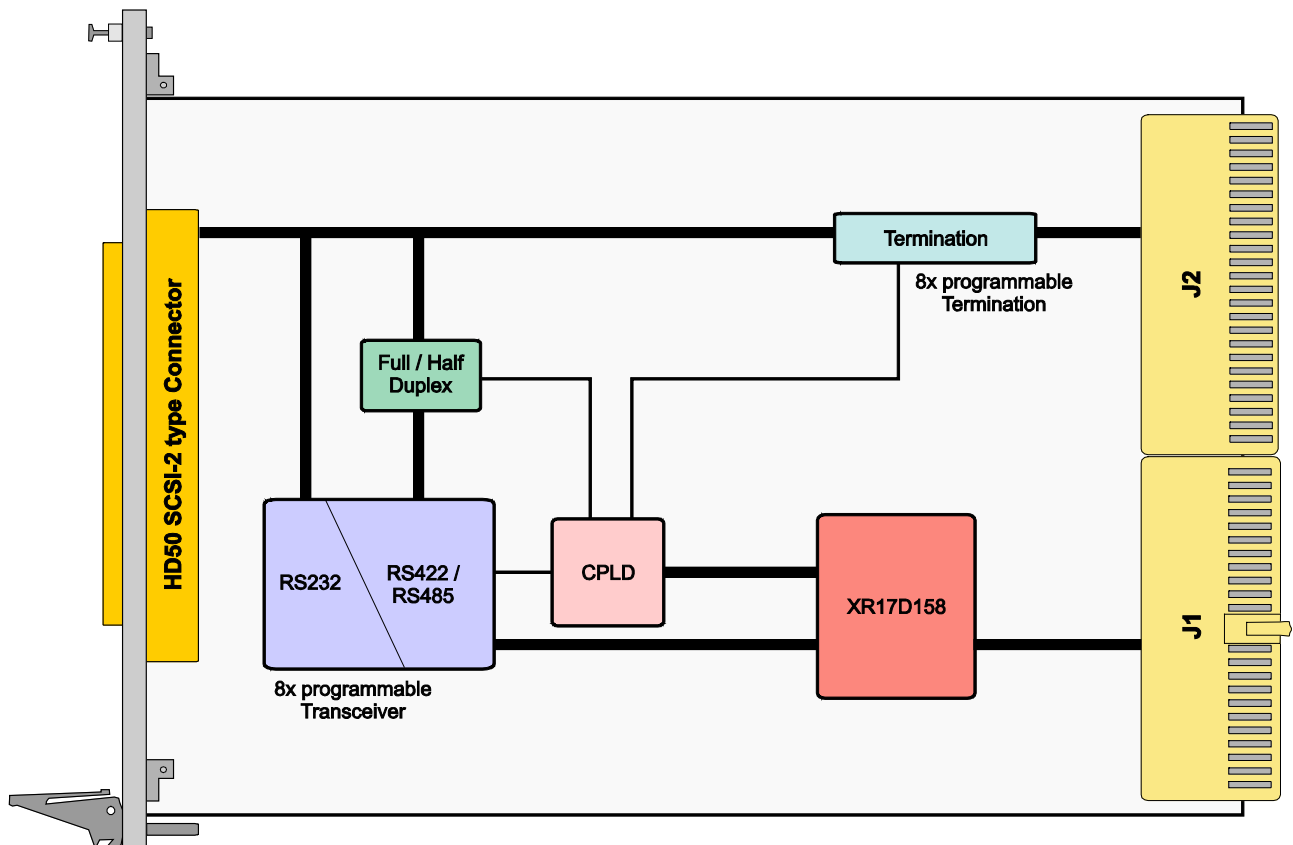 HD50 SCSI-2 type Connector
Termination
8x programmable
Termination
J2
Full / Half
Duplex
RS232
RS422 /
RS485
CPLD
XR17D158
J1
8x programmable
Transceiver